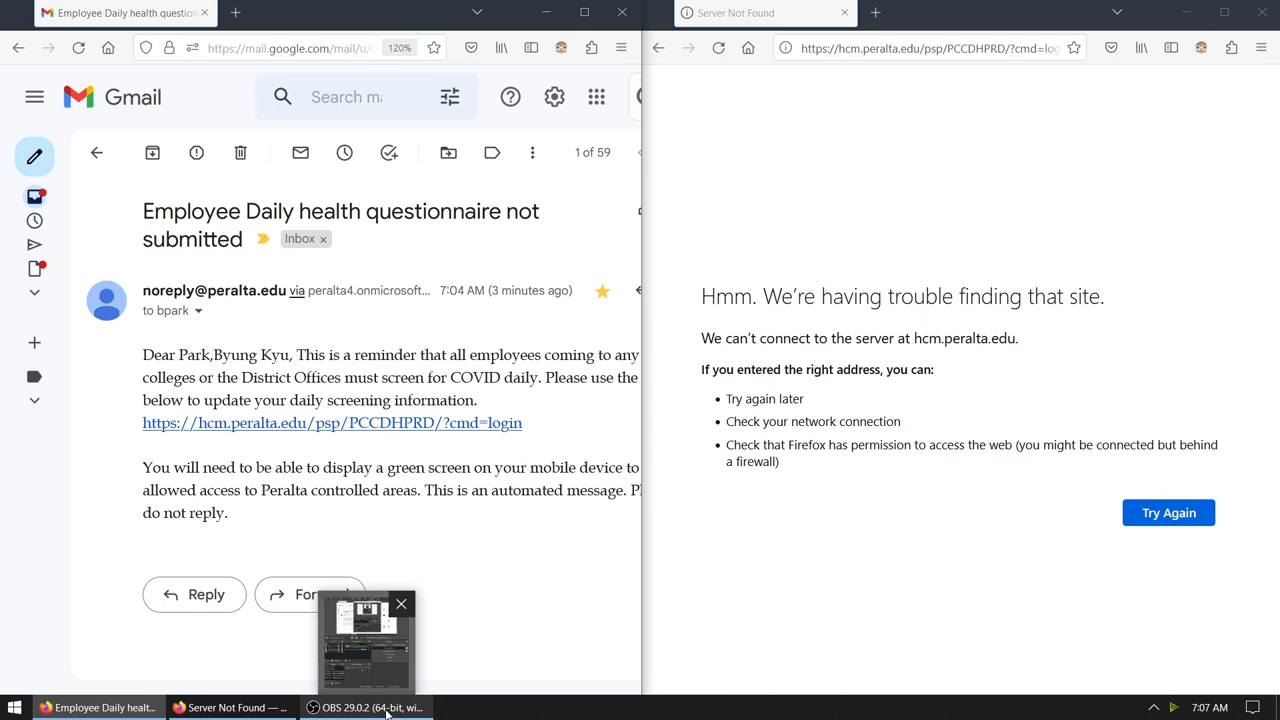 Employee Daily health question
Server Not Found
https://mail.google.com/mail/u/
120%
https://hcm.peralta.edu/psp/PCCDHPRD/?cmd=log
Gmail
Search ma
1 of 59
Employee Daily health questionnaire not
submitted
Inbox ×
noreply@peralta.edu via peralta4.onmicrosoft... 7:04 AM (3 minutes ago)
to bpark
Dear Park,Byung Kyu, This is a reminder that all employees coming to any
colleges or the District Offices must screen for COVID daily. Please use the
below to update your daily screening information.
https://hcm.peralta.edu/psp/PCCDHPRD/?cmd=login
You will need to be able to display a green screen on your mobile device to
allowed access to Peralta controlled areas. This is an automated message. Pl
do not reply.
Reply
For
Hmm. We’re having trouble finding that site.
We can’t connect to the server at hcm.peralta.edu.
If you entered the right address, you can:
Try again later
Check your network connection
Check that Firefox has permission to access the web (you might be connected but behind
a firewall)
Try Again
Employee Daily healt...
Server Not Found — ...
OBS 29.0.2 (64-bit, wi...
7:07 AM